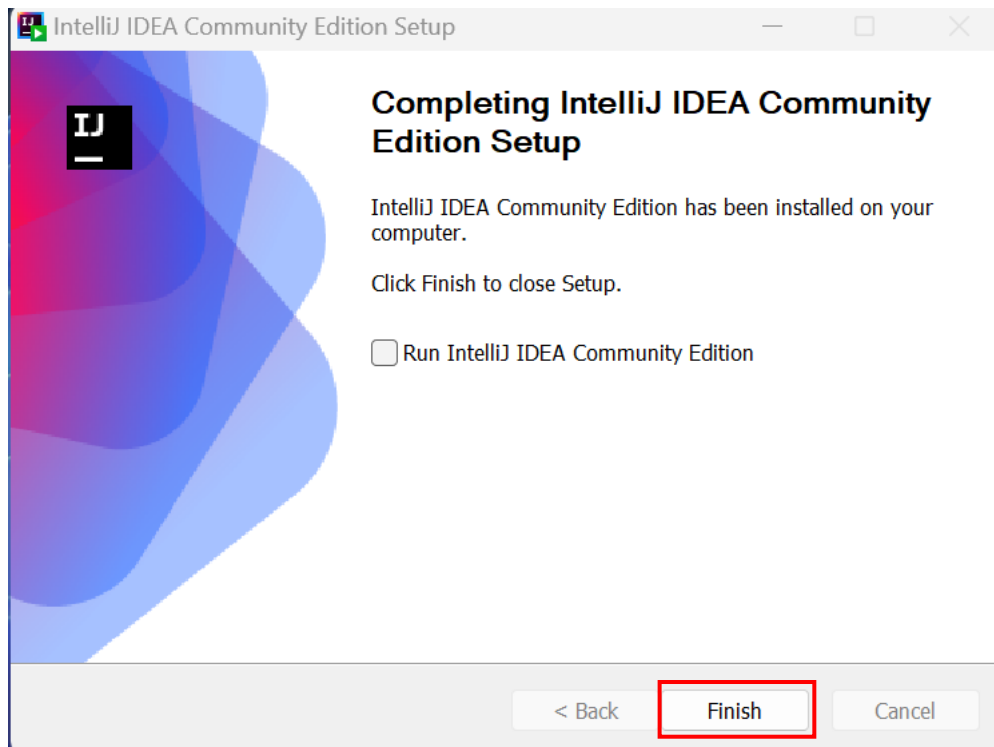 IntelliJ IDEA Community Edition Setup
IJ
Completing IntelliJ IDEA Community
Edition Setup
IntelliJ IDEA Community Edition has been installed on your
computer.
Click Finish to close Setup.
Run IntelliJ IDEA Community Edition
< Back Finish Cancel